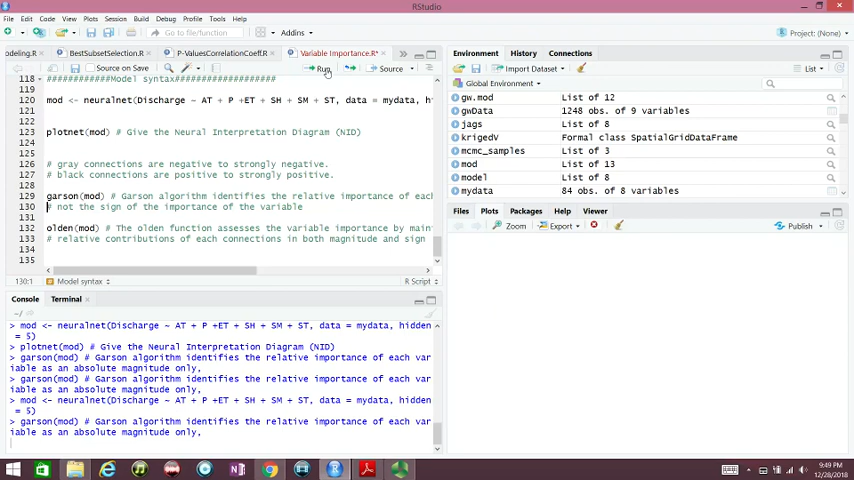 RStudio
File Edit Code View Plots Session Build Debug Profile Tools Help
Go to file/function
Addins
Project: (None)
deling.R BestSubsetSelection.R P-ValuesCorrelationCoeff.R Variable Importance.R*
Source on Save Run Source
118 ############Model syntax###################
119
120 mod <- neuralnet(Discharge ~ AT + P +ET + SH + SM + ST, data = mydata, hi
121
122
123 plotnet(mod) # Give the Neural Interpretation Diagram (NID)
124
125
126 # gray connections are negative to strongly negative.
127 # black connections are positive to strongly positive.
128
129 garson(mod) # Garson algorithm identifies the relative importance of each
130 # not the sign of the importance of the variable
131
132 olden(mod) # The olden function assesses the variable importance by main
133 # relative contributions of each connections in both magnitude and sign
134
135
130:1 Model syntax R Script
Console Terminal
~/
> mod <- neuralnet(Discharge ~ AT + P +ET + SH + SM + ST, data = mydata, hidden
= 5)
> plotnet(mod) # Give the Neural Interpretation Diagram (NID)
> garson(mod) # Garson algorithm identifies the relative importance of each var
iable as an absolute magnitude only,
> garson(mod) # Garson algorithm identifies the relative importance of each var
iable as an absolute magnitude only,
> mod <- neuralnet(Discharge ~ AT + P +ET + SH + SM + ST, data = mydata, hidden
= 5)
> garson(mod) # Garson algorithm identifies the relative importance of each var
iable as an absolute magnitude only,
Environment History Connections
Import Dataset List
Global Environment
gw.mod List of 12
gwData 1248 obs. of 9 variables
jags List of 8
krigedV Formal class SpatialGridDataFrame
mcmc_samples List of 3
mod List of 13
model List of 8
mydata 84 obs. of 8 variables
Files Plots Packages Help Viewer
Zoom Export Publish
9:49 PM
12/28/2018